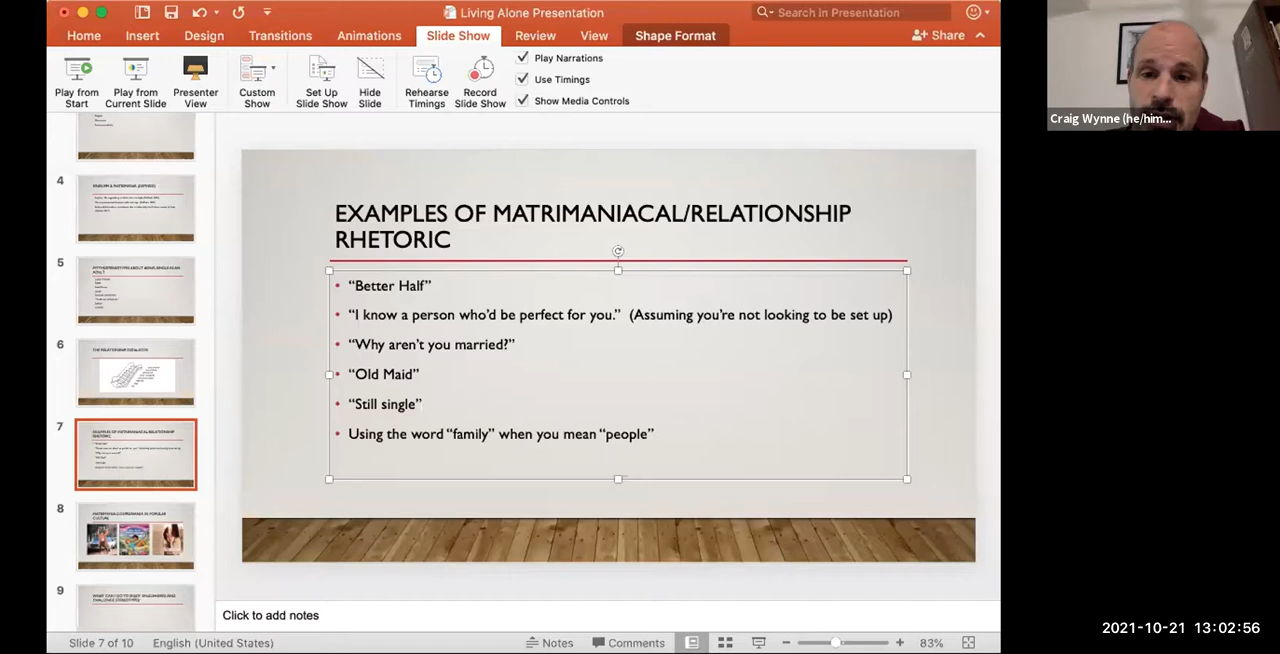 Living Alone Presentation
Search in Presentation
Home Insert Design Transitions Animations Slide Show Review View Shape Format Share
Play from Start
Play from Current Slide
Presenter View
Custom Show
Set Up Slide Show
Hide Slide
Rehearse Timings
Record Slide Show
Play Narrations
Use Timings
Show Media Controls
Craig Wynne (he/him...
4
5
6
7
8
9
EXAMPLES OF MATRIMANIACAL/RELATIONSHIP
RHETORIC
• “Better Half”
• “I know a person who’d be perfect for you.” (Assuming you’re not looking to be set up)
• “Why aren’t you married?”
• “Old Maid”
• “Still single”
• Using the word “family” when you mean “people”
Click to add notes
Slide 7 of 10 English (United States) Notes Comments 83%
2021-10-21 13:02:56